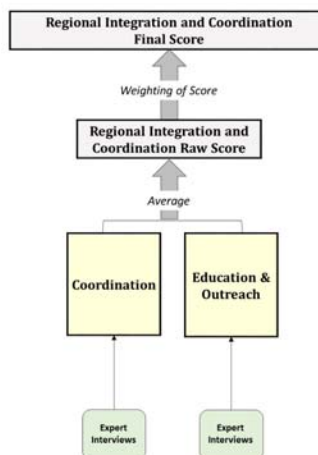 Regional Integration and Coordination
Final Score
Weighting of Score
Regional Integration and
Coordination Raw Score
Average
Coordination
Education &
Outreach
Expert
Interviews
Expert
Interviews